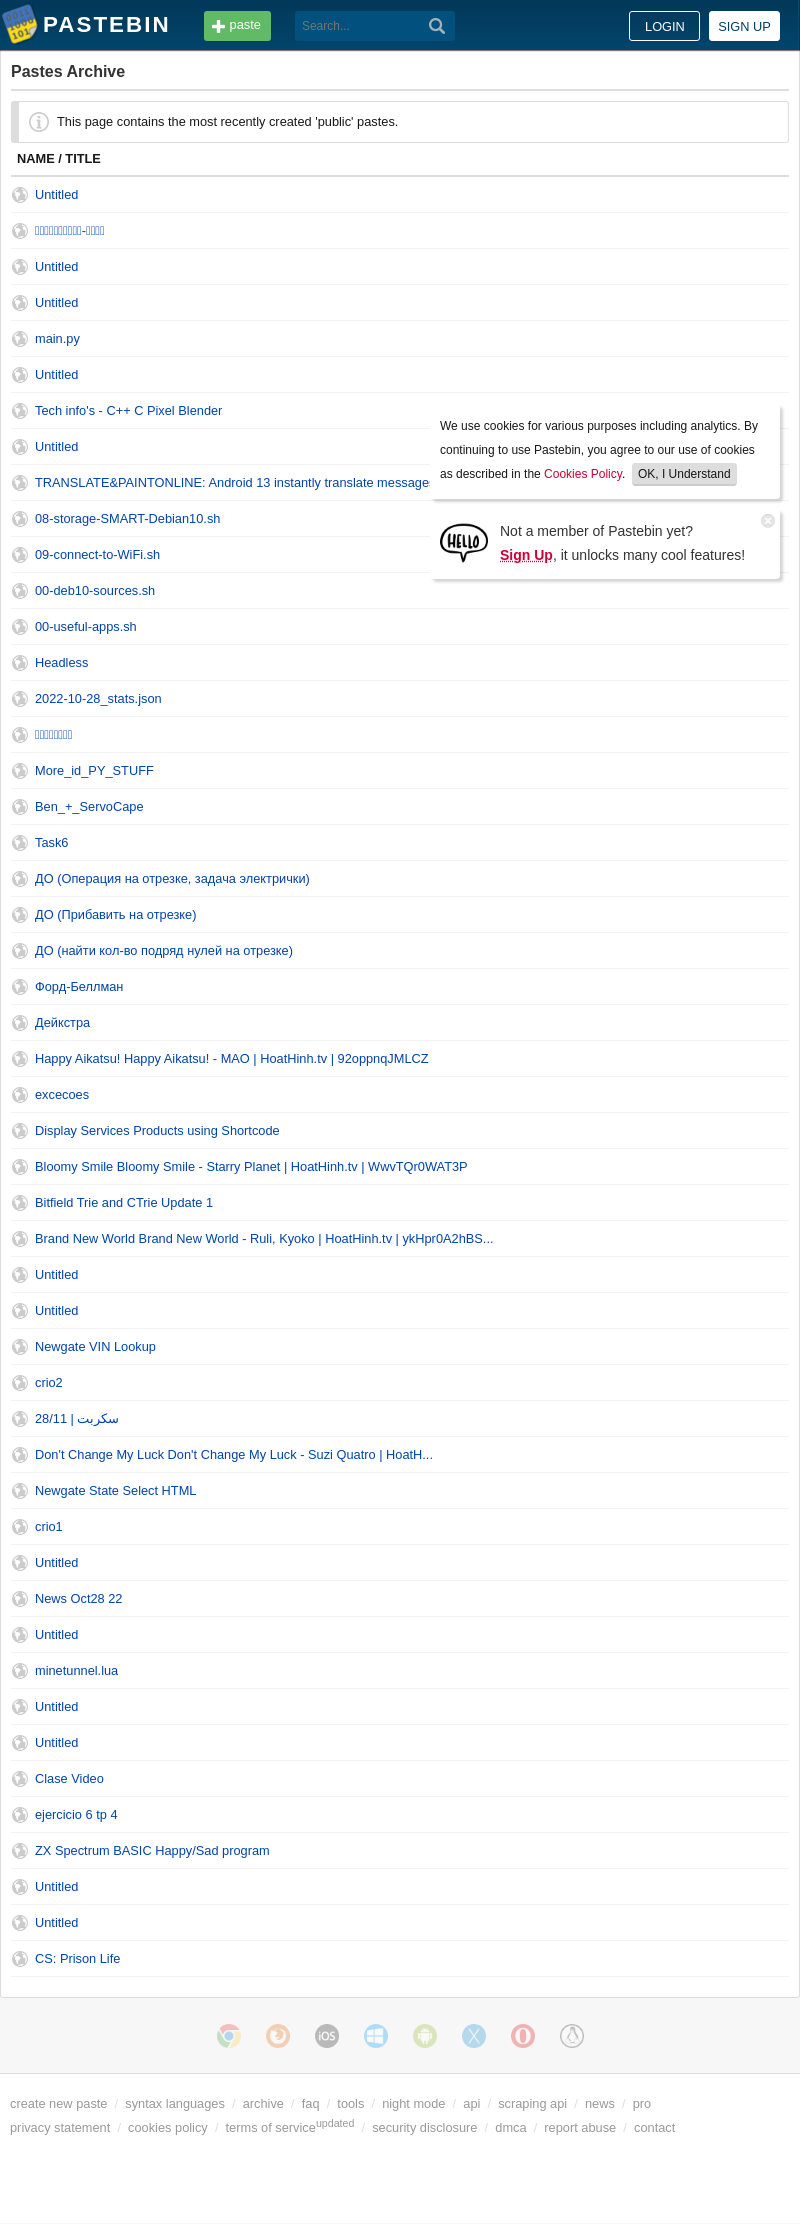 PASTEBIN paste Search... LOGIN SIGN UP
Pastes Archive
This page contains the most recently created 'public' pastes.
NAME / TITLE
Untitled
Untitled
Untitled
main.py
Untitled
Tech info's - C++ C Pixel Blender
We use cookies for various purposes including analytics. By
continuing to use Pastebin, you agree to our use of cookies
as described in the Cookies Policy. OK, I Understand
Untitled
TRANSLATE&PAINTONLINE: Android 13 instantly translate messages
08-storage-SMART-Debian10.sh
Not a member of Pastebin yet?
Sign Up, it unlocks many cool features!
HELLO
09-connect-to-WiFi.sh
00-deb10-sources.sh
00-useful-apps.sh
Headless
2022-10-28_stats.json
More_id_PY_STUFF
Ben_+_ServoCape
Task6
ДО (Операция на отрезке, задача электрички)
ДО (Прибавить на отрезке)
ДО (найти кол-во подряд нулей на отрезке)
Форд-Беллман
Дейкстра
Happy Aikatsu! Happy Aikatsu! - MAO | HoatHinh.tv | 92oppnqJMLCZ
excecoes
Display Services Products using Shortcode
Bloomy Smile Bloomy Smile - Starry Planet | HoatHinh.tv | WwvTQr0WAT3P
Bitfield Trie and CTrie Update 1
Brand New World Brand New World - Ruli, Kyoko | HoatHinh.tv | ykHpr0A2hBS...
Untitled
Untitled
Newgate VIN Lookup
crio2
28/11 | سكربت
Don't Change My Luck Don't Change My Luck - Suzi Quatro | HoatH...
Newgate State Select HTML
crio1
Untitled
News Oct28 22
Untitled
minetunnel.lua
Untitled
Untitled
Clase Video
ejercicio 6 tp 4
ZX Spectrum BASIC Happy/Sad program
Untitled
Untitled
CS: Prison Life
iOS
create new paste / syntax languages / archive / faq / tools / night mode / api / scraping api / news / pro
privacy statement / cookies policy / terms of service updated / security disclosure / dmca / report abuse / contact